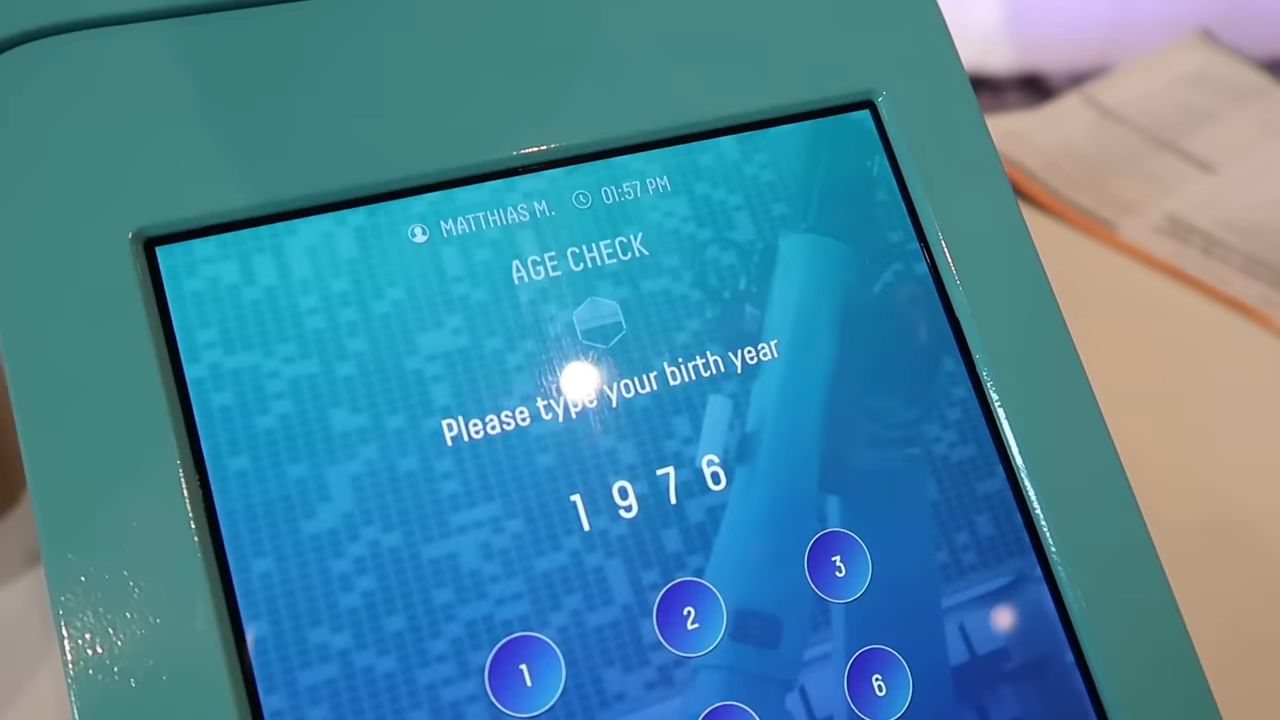 MATTHIAS M. 01:57 PM
AGE CHECK
Please type your birth year
1976
1 2 3
6